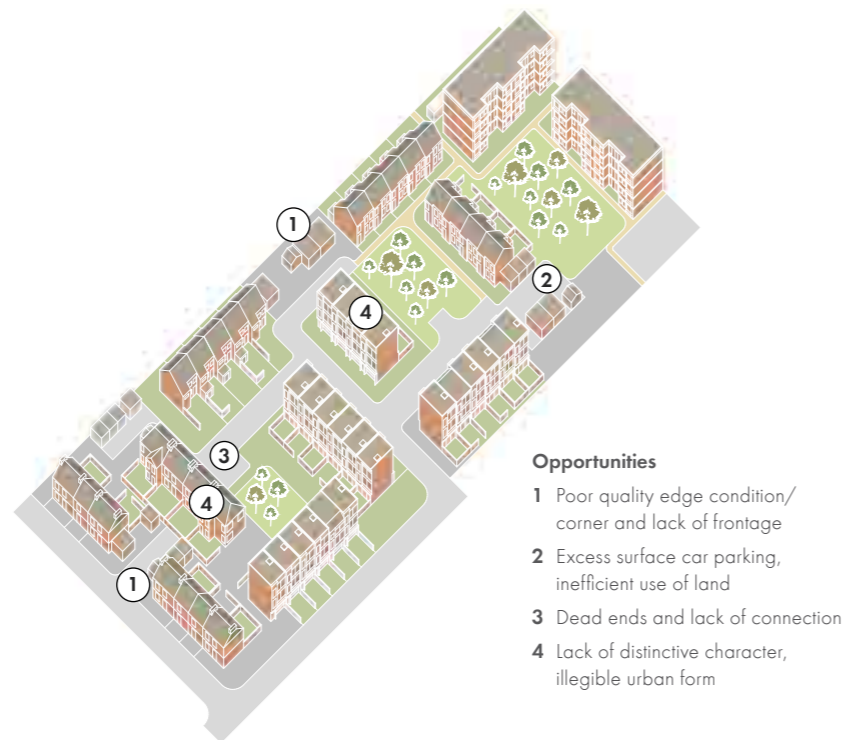 1
2
4
3
4
1
Opportunities
1 Poor quality edge condition/
corner and lack of frontage
2 Excess surface car parking,
inefficient use of land
3 Dead ends and lack of connection
4 Lack of distinctive character,
illegible urban form